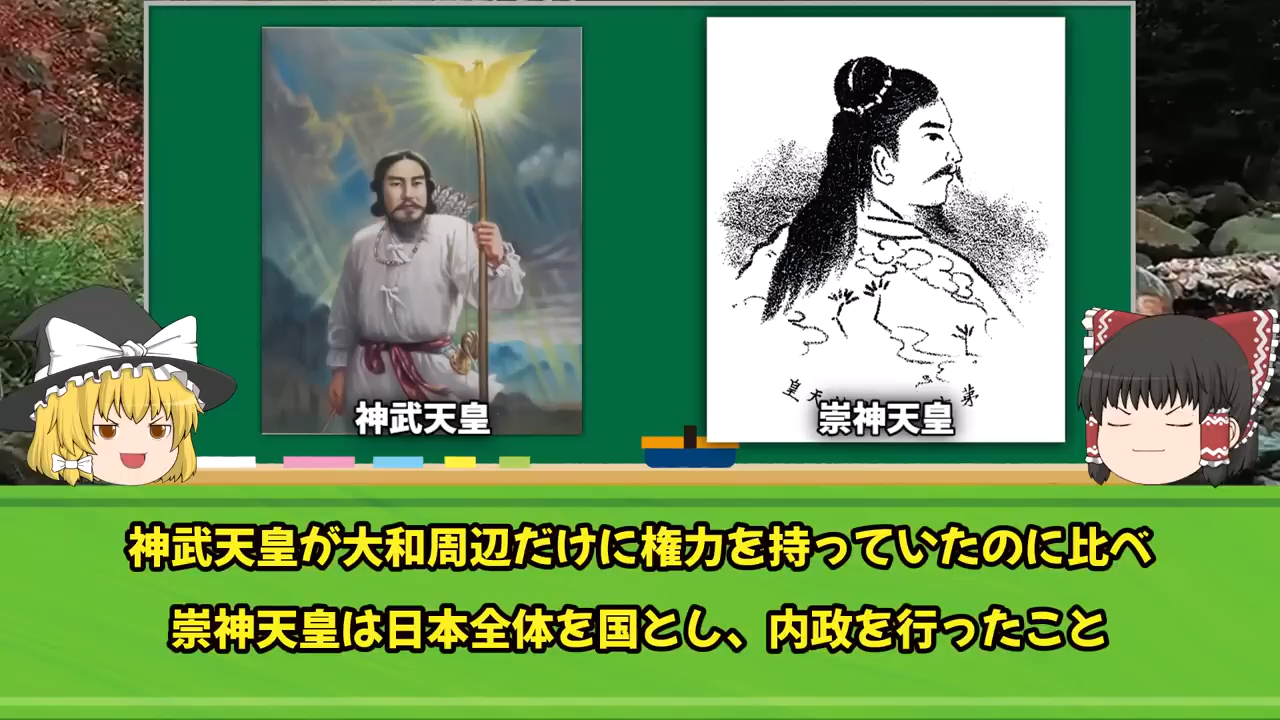 神武天皇
崇神天皇
神武天皇が大和周辺だけに権力を持っていたのに比べ
崇神天皇は日本全体を国とし、内政を行ったこと